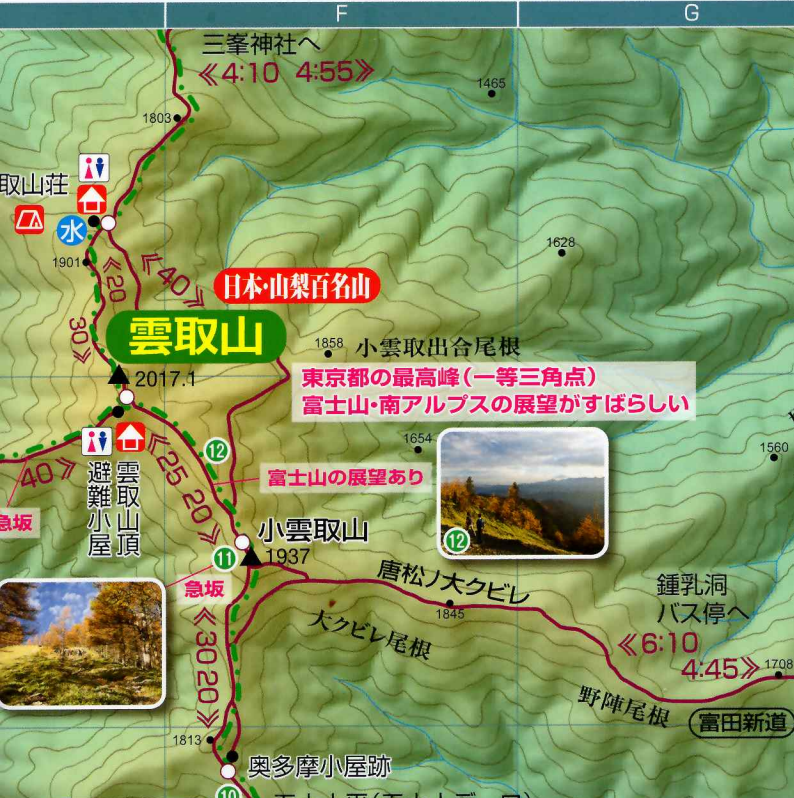 F
G
三峯神社へ
≪4:10 4:55≫
1465
1803
取山荘
水
1901
≪40≫
≪20
30≫
日本・山梨百名山
1628
雲取山
1858
小雲取出合尾根
2017.1
東京都の最高峰（一等三角点）
富士山・南アルプスの展望がすばらしい
1654
1560
12
≪25
20≫
40≫
富士山の展望あり
急坂
雲取山頂
避難小屋
12
小雲取山
11
1937
急坂
唐松ノ大クビレ
1845
大クビレ尾根
鍾乳洞
バス停へ
≪6:10
4:45≫
1708
≪30
20≫
野陣尾根
富田新道
1813
奥多摩小屋跡
10